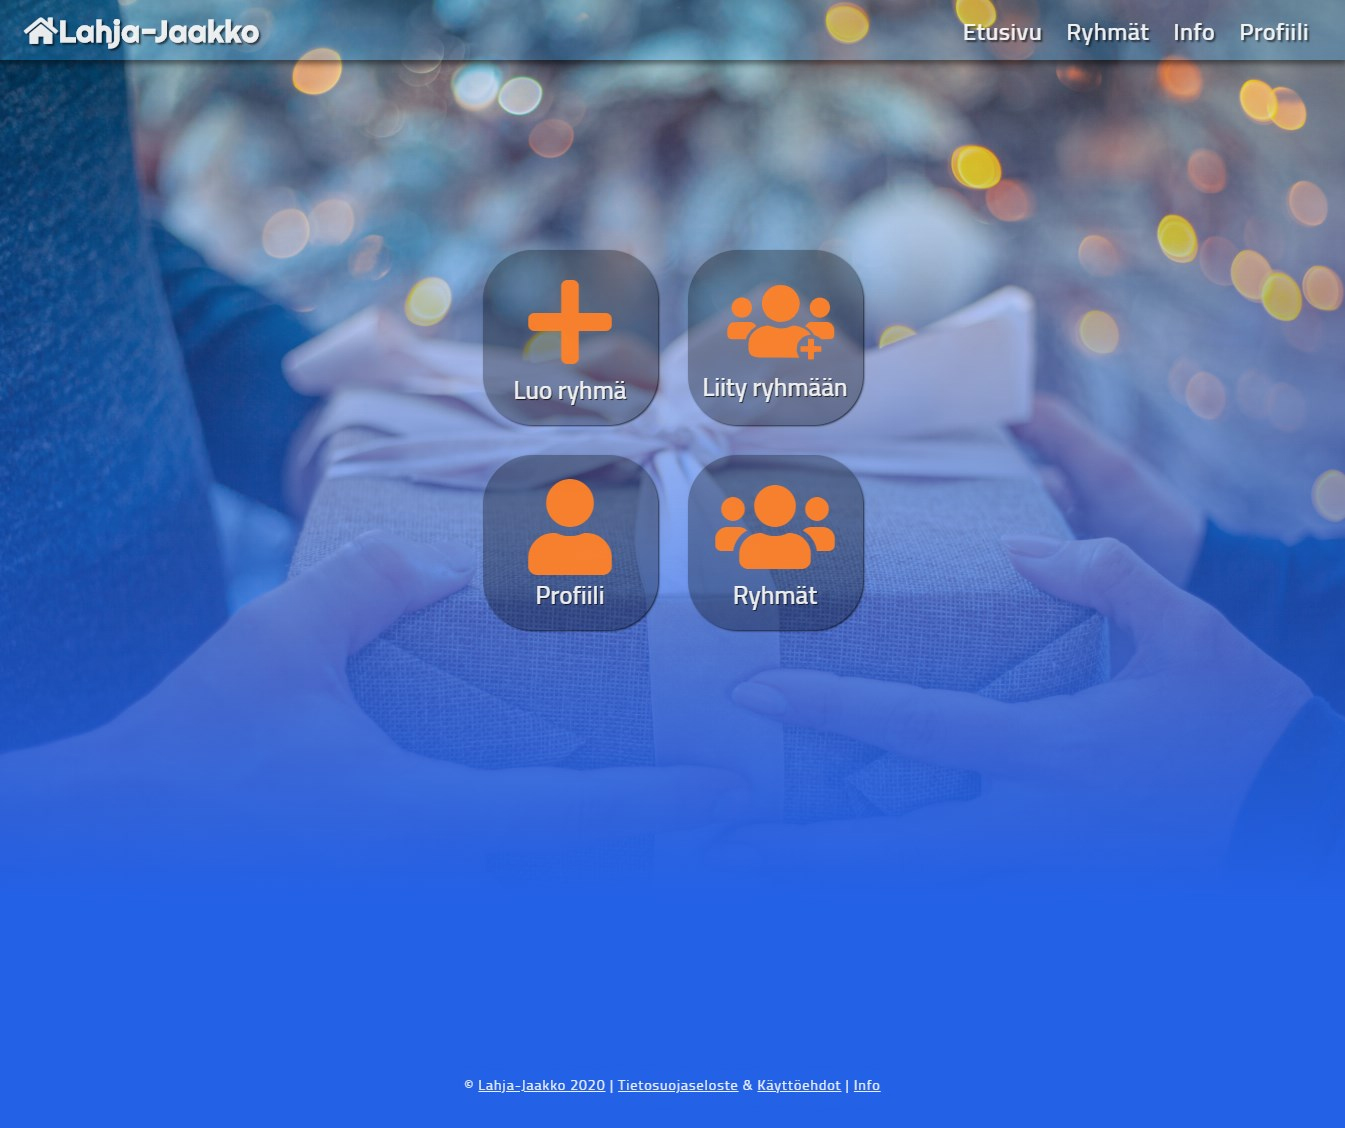 Lahja-Jaakko
Etusivu Ryhmät Info Profiili
Luo ryhmä
Liity ryhmään
Profiili
Ryhmät
© Lahja-Jaakko 2020 | Tietosuojaseloste & Käyttöehdot | Info